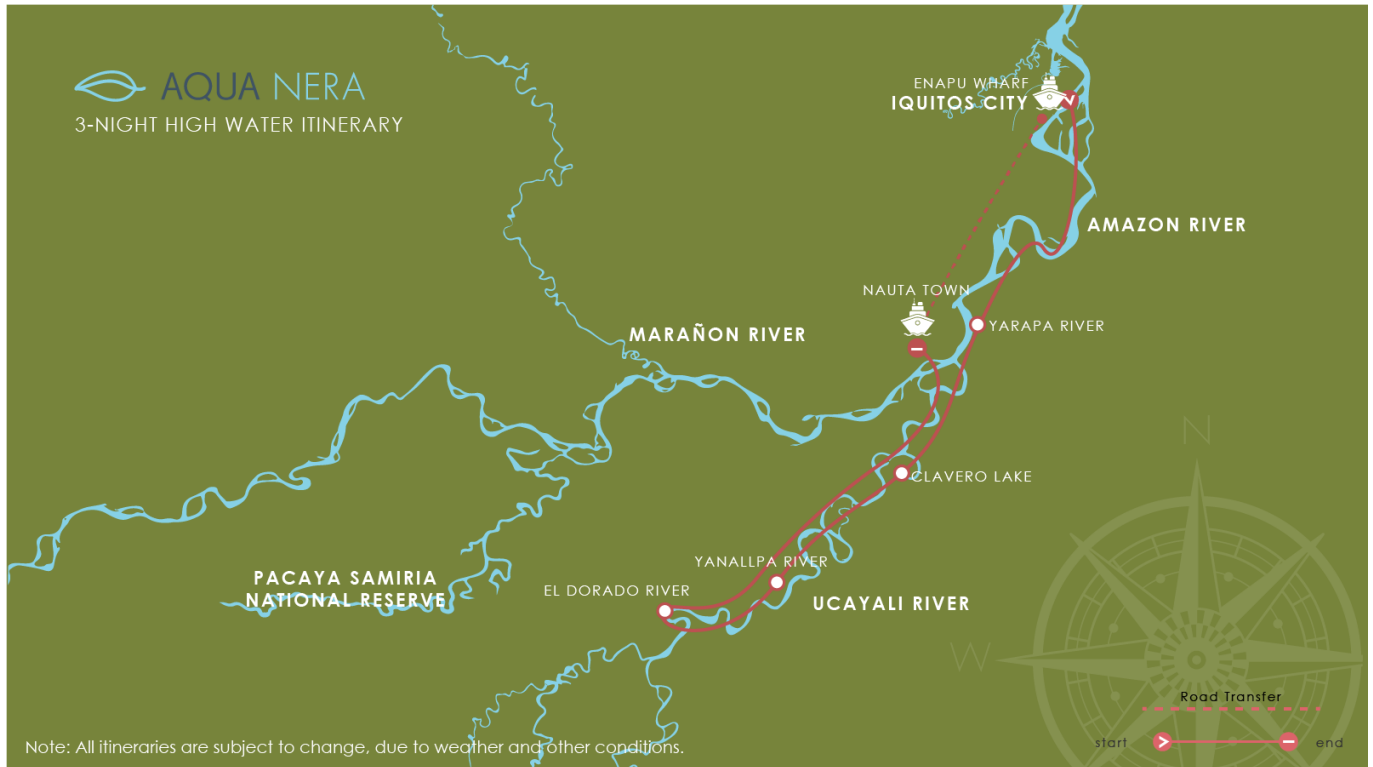 AQUA NERA
3-NIGHT HIGH WATER ITINERARY
ENAPU WHARF
IQUITOS CITY
AMAZON RIVER
NAUTA TOWN
YARAPA RIVER
MARAÑON RIVER
CLAVERO LAKE
YANALLPA RIVER
EL DORADO RIVER
UCAYALI RIVER
PACAYA SAMIRIA
NATIONAL RESERVE
N
W
Road Transfer
start
end
Note: All itineraries are subject to change, due to weather and other conditions.